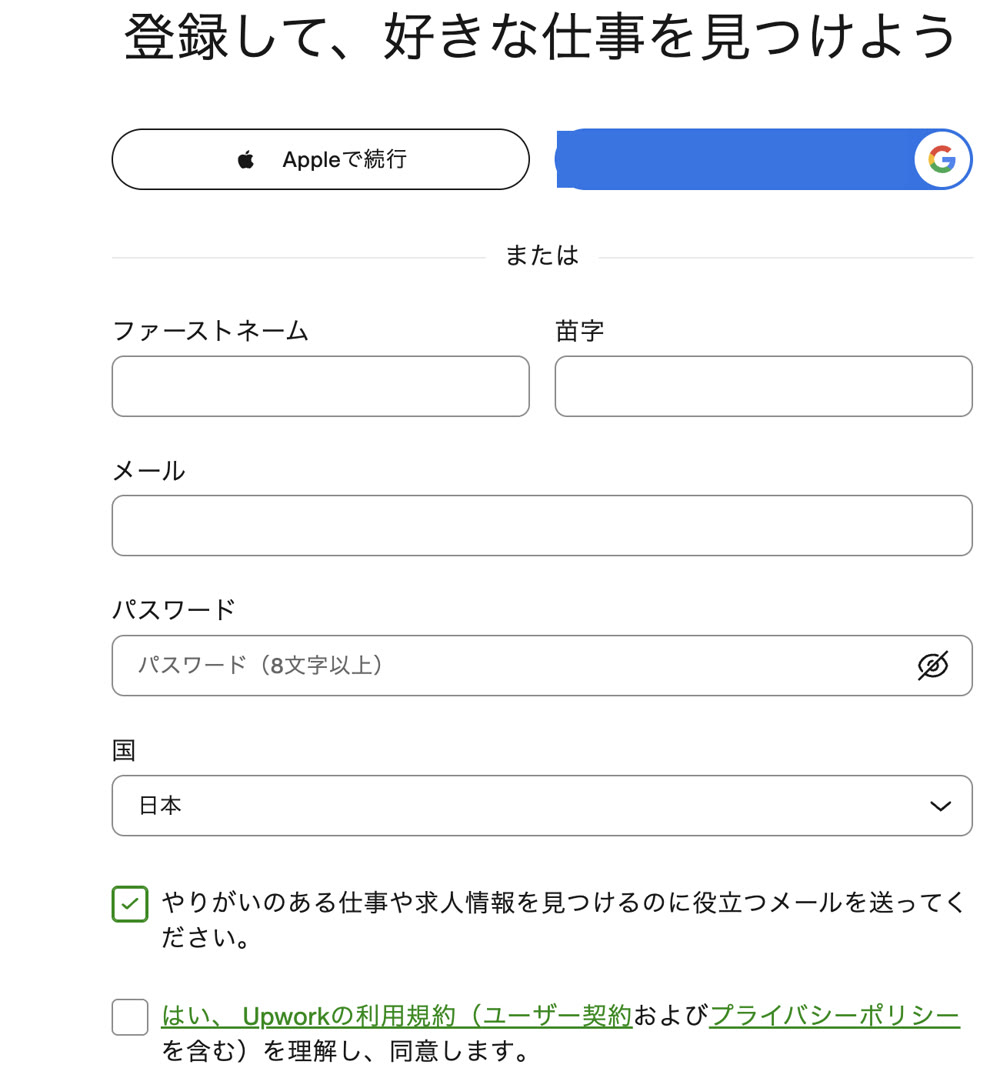 登録して、好きな仕事を見つけよう
Appleで続行
または
ファーストネーム
苗字
メール
パスワード
パスワード（8文字以上）
国
日本
やりがいのある仕事や求人情報を見つけるのに役立つメールを送ってく
ださい。
はい、 Upworkの利用規約（ユーザー契約およびプライバシーポリシー
を含む）を理解し、同意します。